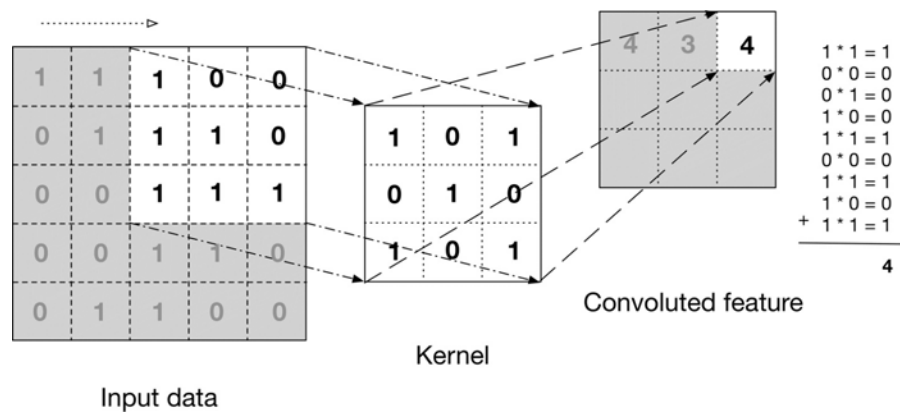 1 1 1 0 0
0 1 1 1 0
0 0 1 1 1
0 0 1 1 0
0 1 1 0 0
Input data
1 0 1
0 1 0
1 0 1
Kernel
4 3 4
Convoluted feature
1 * 1 = 1
0 * 0 = 0
0 * 1 = 0
1 * 0 = 0
1 * 1 = 1
0 * 0 = 0
1 * 1 = 1
1 * 0 = 0
+ 1 * 1 = 1
4